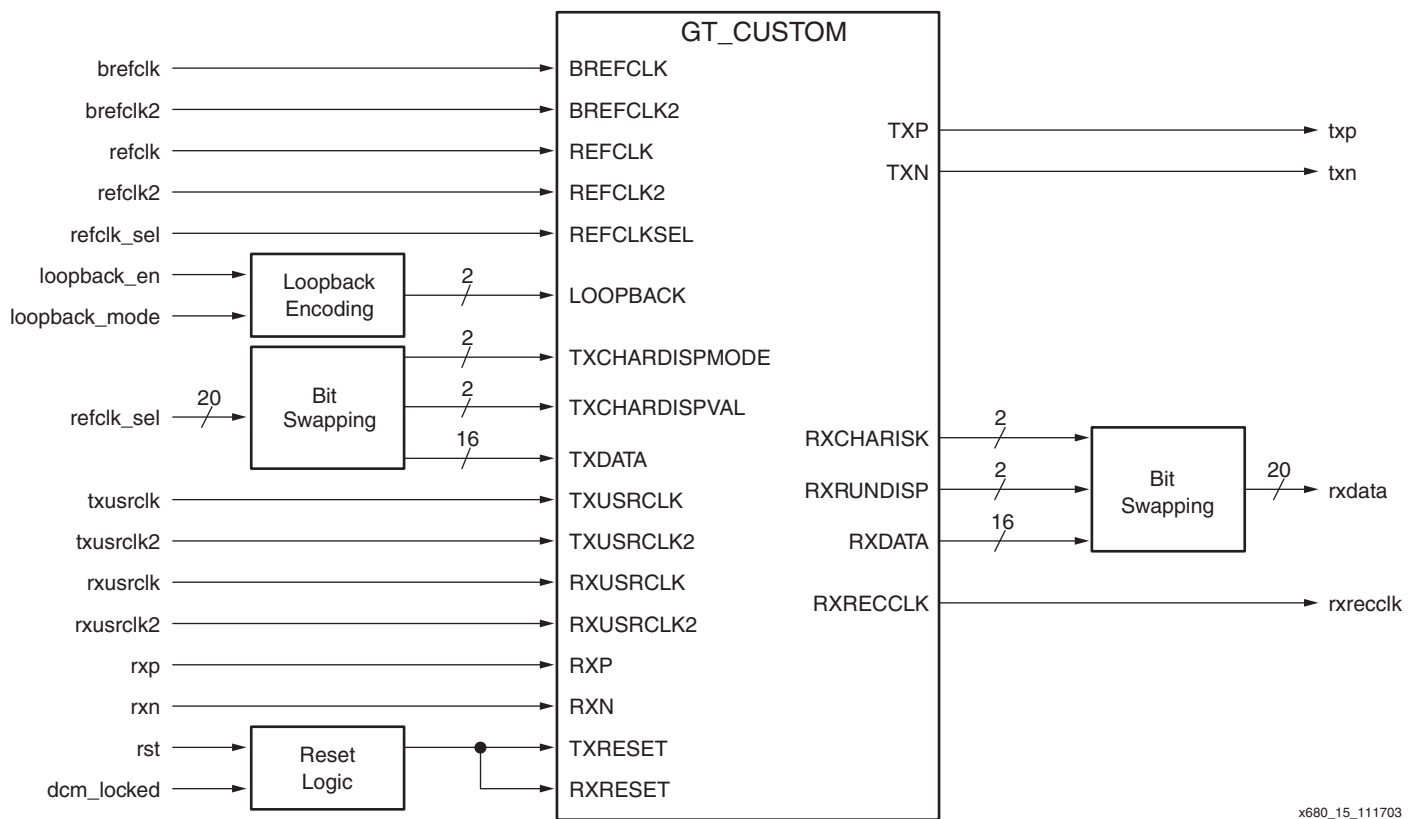 GT_CUSTOM
brefclk
BREFCLK
brefclk2
BREFCLK2
TXP
txp
refclk
REFCLK
TXN
txn
refclk2
REFCLK2
refclk_sel
REFCLKSEL
loopback_en
Loopback
Encoding
2
LOOPBACK
loopback_mode
2
TXCHARDISPMODE
refclk_sel
20
Bit
Swapping
2
TXCHARDISPVAL
16
TXDATA
RXCHARISK
2
RXRUNDISP
2
Bit
Swapping
20
rxdata
RXDATA
16
txusrclk
TXUSRCLK
txusrclk2
TXUSRCLK2
rxusrclk
RXUSRCLK
RXRECCLK
rxrecclk
rxusrclk2
RXUSRCLK2
rxp
RXP
rxn
RXN
rst
Reset
Logic
TXRESET
dcm_locked
RXRESET
x680_15_111703